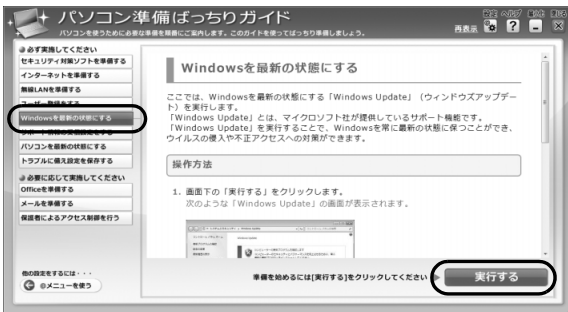 パソコン準備ばっちりガイド
パソコンを使うために必要な準備を順番にご案内します。このガイドを使ってばっちり準備しましょう。
再表示
設定 ヘルプ 最小化 閉じる
必ず実施してください
セキュリティ対策ソフトを準備する
インターネットを準備する
無線LANを準備する
ユーザー登録をする
Windowsを最新の状態にする
パソコンを最新の状態にする
トラブルに備え設定を保存する
必要に応じて実施してください
Officeを準備する
メールを準備する
保護者によるアクセス制限を行う
他の設定をするには・・・
@メニューを使う
Windowsを最新の状態にする
ここでは、Windowsを最新の状態にする「Windows Update」（ウィンドウズアップデー
ト）を実行します。
「Windows Update」とは、マイクロソフト社が提供しているサポート機能です。
「Windows Update」を実行することで、Windowsを常に最新の状態に保つことができ、
ウイルスの侵入や不正アクセスへの対策ができます。
操作方法
1. 画面下の「実行する」をクリックします。
次のような「Windows Update」の画面が表示されます。
準備を始めるには[実行する]をクリックしてください
実行する